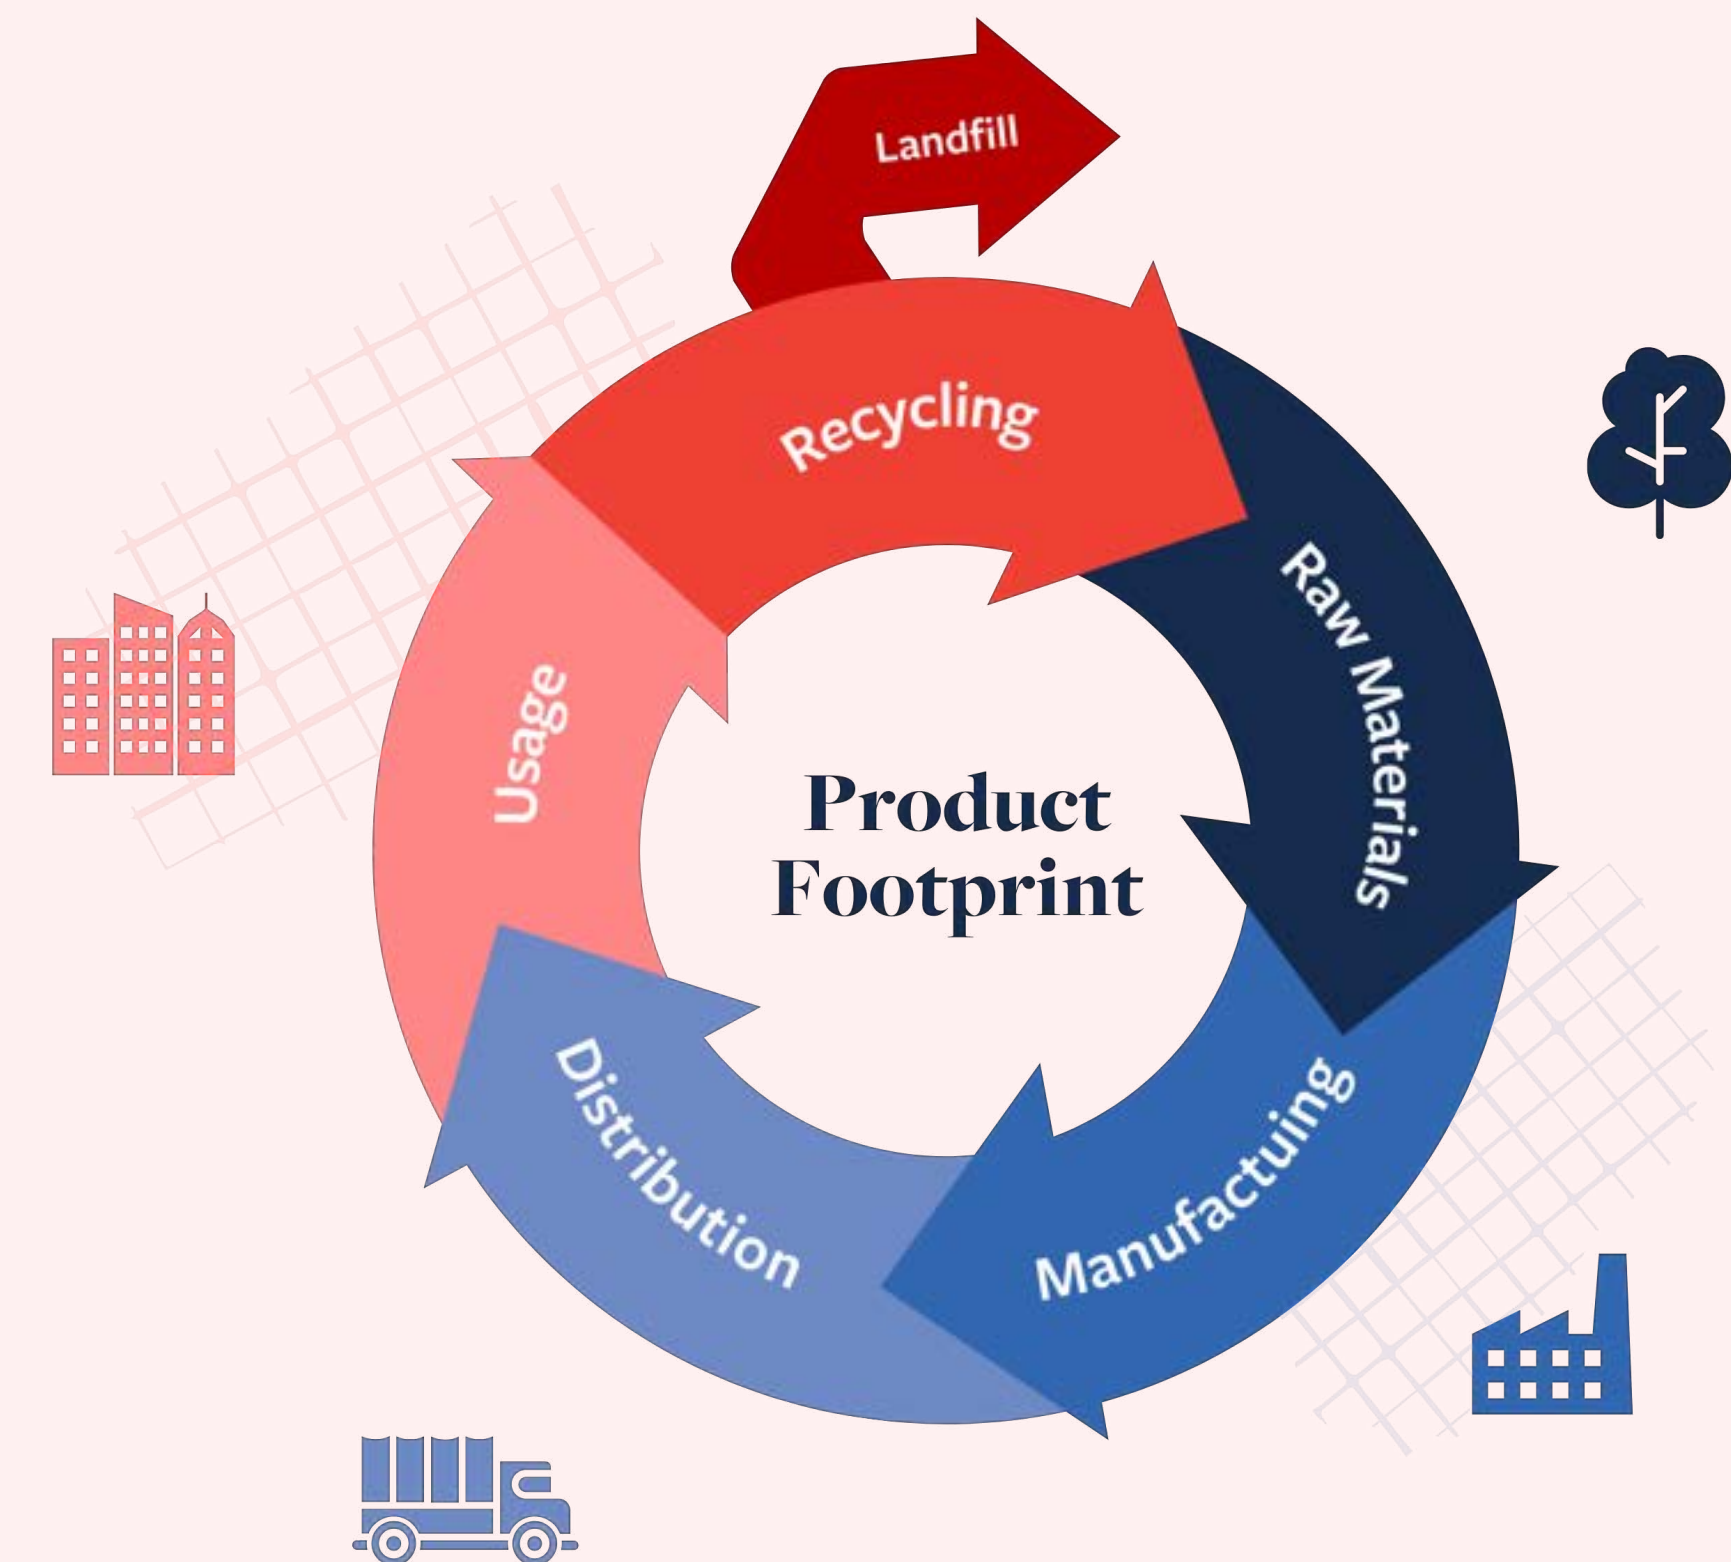 Landfill
Recycling
Raw Materials
Usage
Product
Footprint
Manufactuing
Distribution